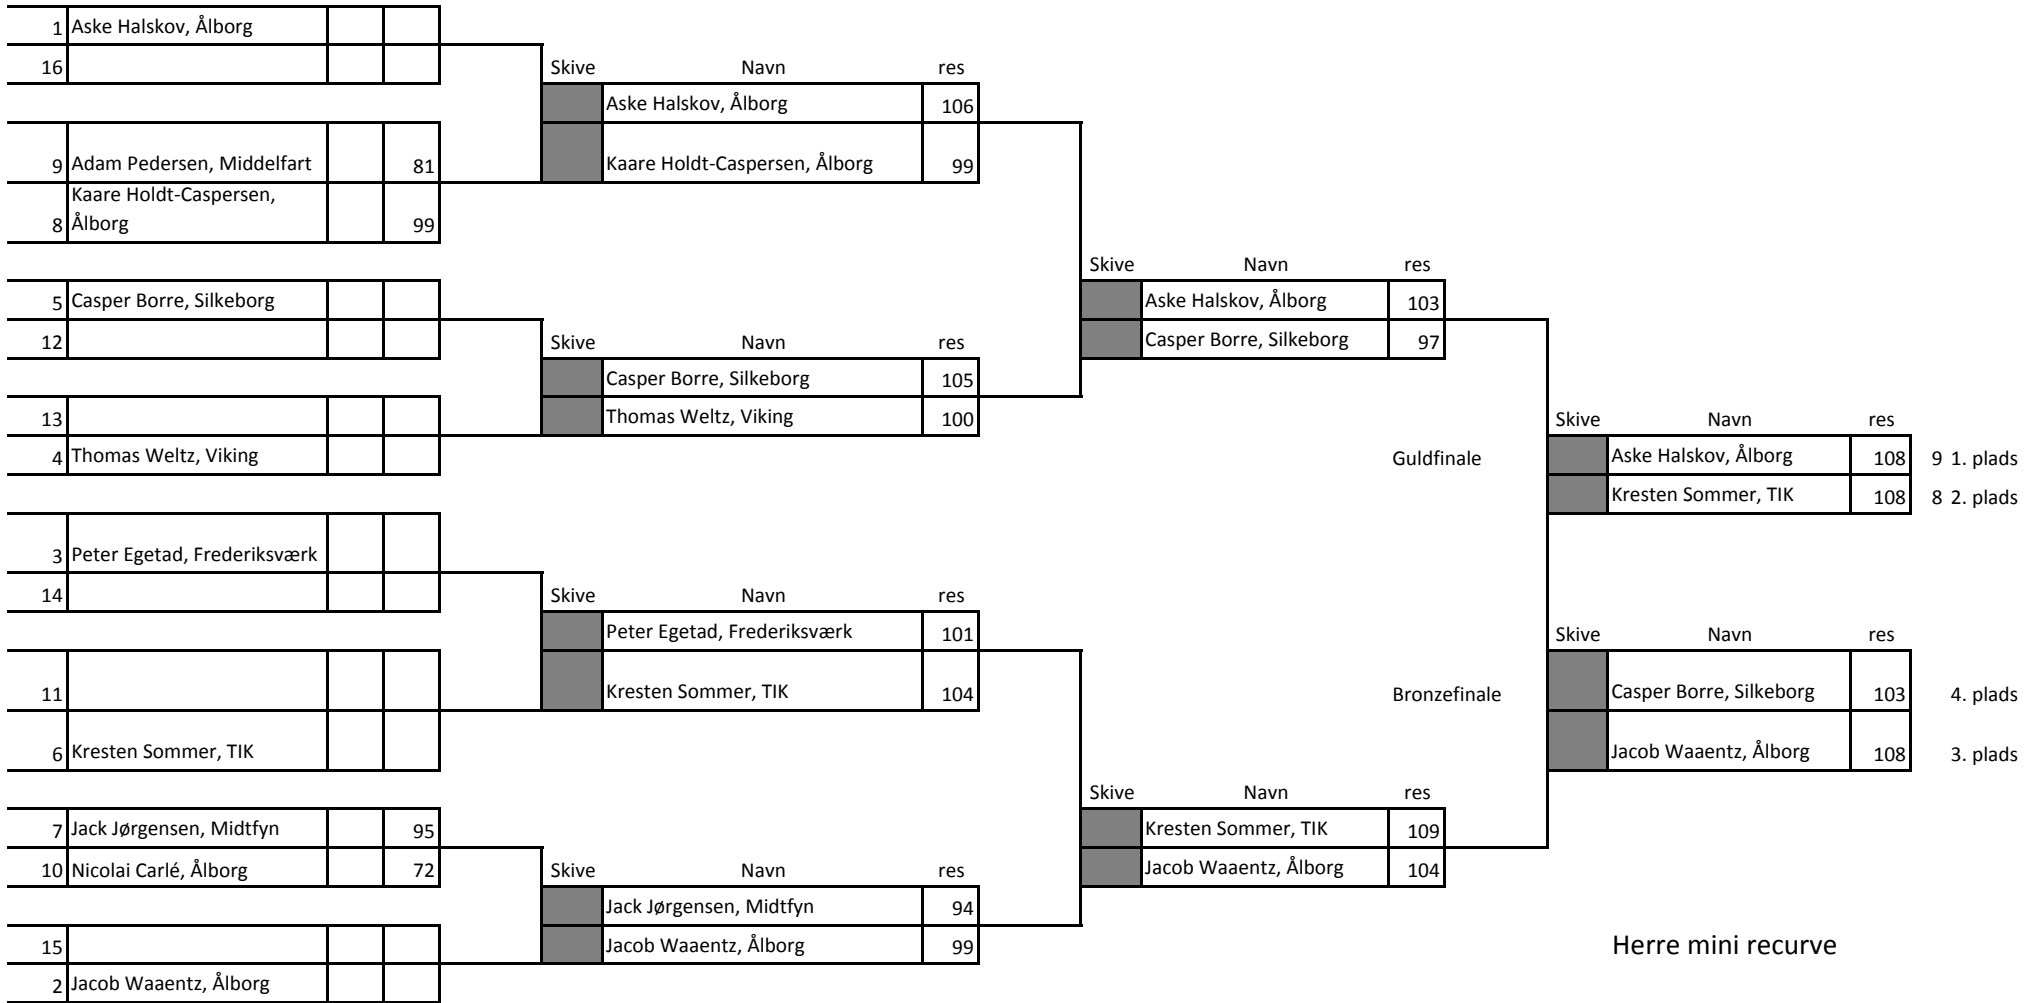 1 Aske Halskov, Ålborg
16
Skive Navn res
Aske Halskov, Ålborg 106
9 Adam Pedersen, Middelfart 81
Kaare Holdt-Caspersen, Ålborg 99
Kaare Holdt-Caspersen,
8 Ålborg 99
Skive Navn res
5 Casper Borre, Silkeborg
Aske Halskov, Ålborg 103
12
Skive Navn res
Casper Borre, Silkeborg 97
Casper Borre, Silkeborg 105
13
Thomas Weltz, Viking 100
Skive Navn res
4 Thomas Weltz, Viking
Guldfinale
Aske Halskov, Ålborg 108 9 1. plads
Kresten Sommer, TIK 108 8 2. plads
3 Peter Egetad, Frederiksværk
14
Skive Navn res
Peter Egetad, Frederiksværk 101
Skive Navn res
11
Kresten Sommer, TIK 104
Bronzefinale
Casper Borre, Silkeborg 103 4. plads
6 Kresten Sommer, TIK
Jacob Waaentz, Ålborg 108 3. plads
Skive Navn res
7 Jack Jørgensen, Midtfyn 95
Kresten Sommer, TIK 109
10 Nicolai Carlé, Ålborg 72
Skive Navn res
Jacob Waaentz, Ålborg 104
Jack Jørgensen, Midtfyn 94
15
Jacob Waaentz, Ålborg 99
Herre mini recurve
2 Jacob Waaentz, Ålborg